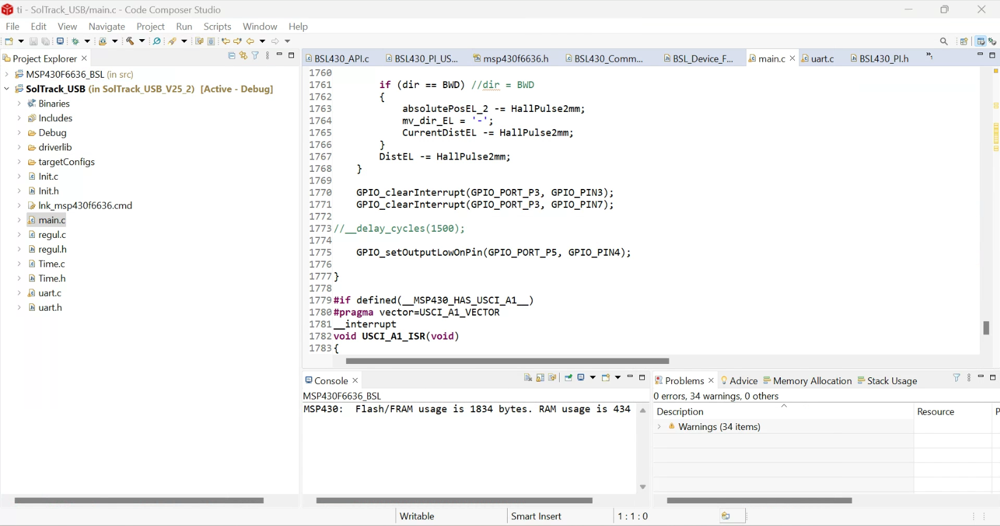 ti - SolTrack_USB/main.c - Code Composer Studio
File Edit View Navigate Project Run Scripts Window Help
Project Explorer
MSP430F6636_BSL (in src)
SolTrack_USB (in SolTrack_USB_V25_2) [Active - Debug]
Binaries
Includes
Debug
driverlib
targetConfigs
Init.c
Init.h
lnk_msp430f6636.cmd
main.c
regul.c
regul.h
Time.c
Time.h
uart.c
uart.h
BSL430_API.c BSL430_PI_US... msp430f6636.h BSL430_Comm... BSL_Device_F... main.c uart.c BSL430_PI.h »1
1760
1761 if (dir == BWD) //dir = BWD
1762 {
1763 absolutePosEL_2 -= HallPulse2mm;
1764 mv_dir_EL = '-';
1765 CurrentDistEL -= HallPulse2mm;
1766 }
1767 DistEL -= HallPulse2mm;
1768 }
1769
1770 GPIO_clearInterrupt(GPIO_PORT_P3, GPIO_PIN3);
1771 GPIO_clearInterrupt(GPIO_PORT_P3, GPIO_PIN7);
1772
1773 //__delay_cycles(1500);
1774
1775 GPIO_setOutputLowOnPin(GPIO_PORT_P5, GPIO_PIN4);
1776
1777 }
1778
1779 #if defined(__MSP430_HAS_USCI_A1__)
1780 #pragma vector=USCI_A1_VECTOR
1781 __interrupt
1782 void USCI_A1_ISR(void)
1783 {
Console
MSP430F6636_BSL
MSP430: Flash/FRAM usage is 1834 bytes. RAM usage is 434
Problems Advice Memory Allocation Stack Usage
0 errors, 34 warnings, 0 others
Description Resource P
Warnings (34 items)
Writable Smart Insert 1 : 1 : 0